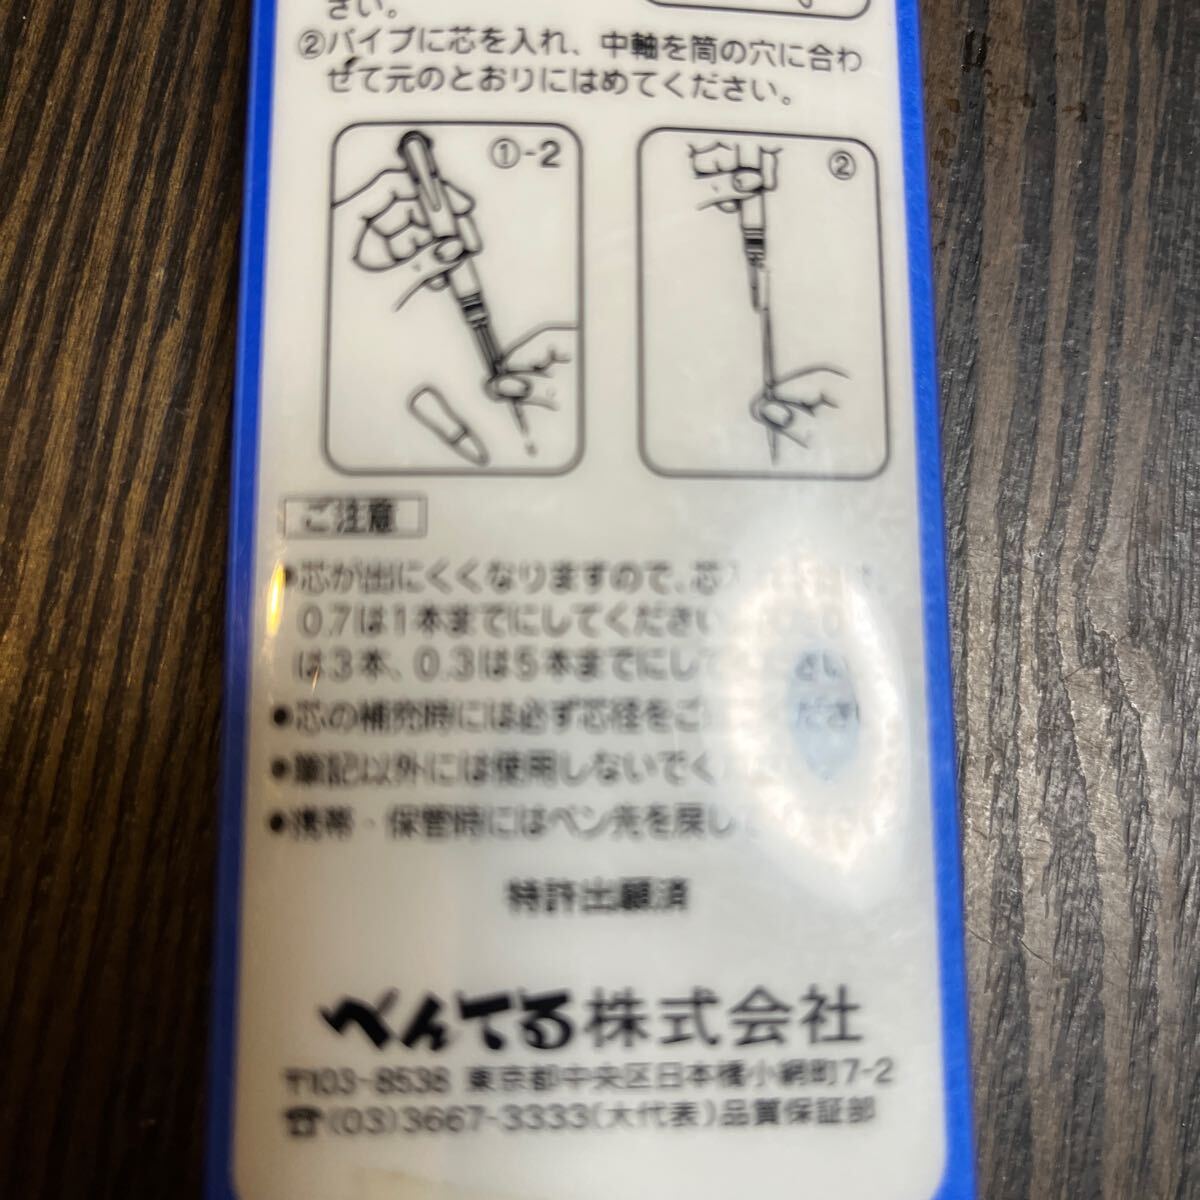 さい。
②パイプに芯を入れ、中軸を筒の穴に合わ
せて元のとおりにはめてください。
①-2
②
ご注意
●芯が出にくくなりますので、芯
0.7は1本までにしてください
は3本、0.3は5本までにして ださい
●芯の補充時には必ず芯径をご ださい
●筆記以外には使用しないでく
●携帯・保管時にはペン先を戻し
特許出願済
ぺんてる株式会社
〒103-8538 東京都中央区日本橋小網町7-2
☎(03)3667-3333(大代表)品質保証部